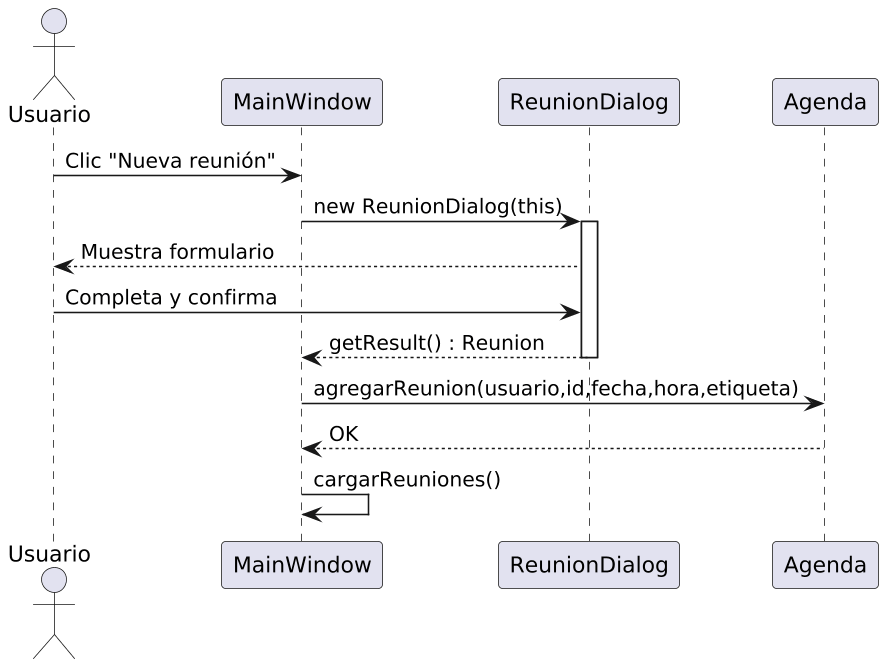 Usuario
MainWindow
ReunionDialog
Agenda
Clic "Nueva reunión"
new ReunionDialog(this)
Muestra formulario
Completa y confirma
getResult() : Reunion
agregarReunion(usuario,id,fecha,hora,etiqueta)
OK
cargarReuniones()
Usuario
MainWindow
ReunionDialog
Agenda